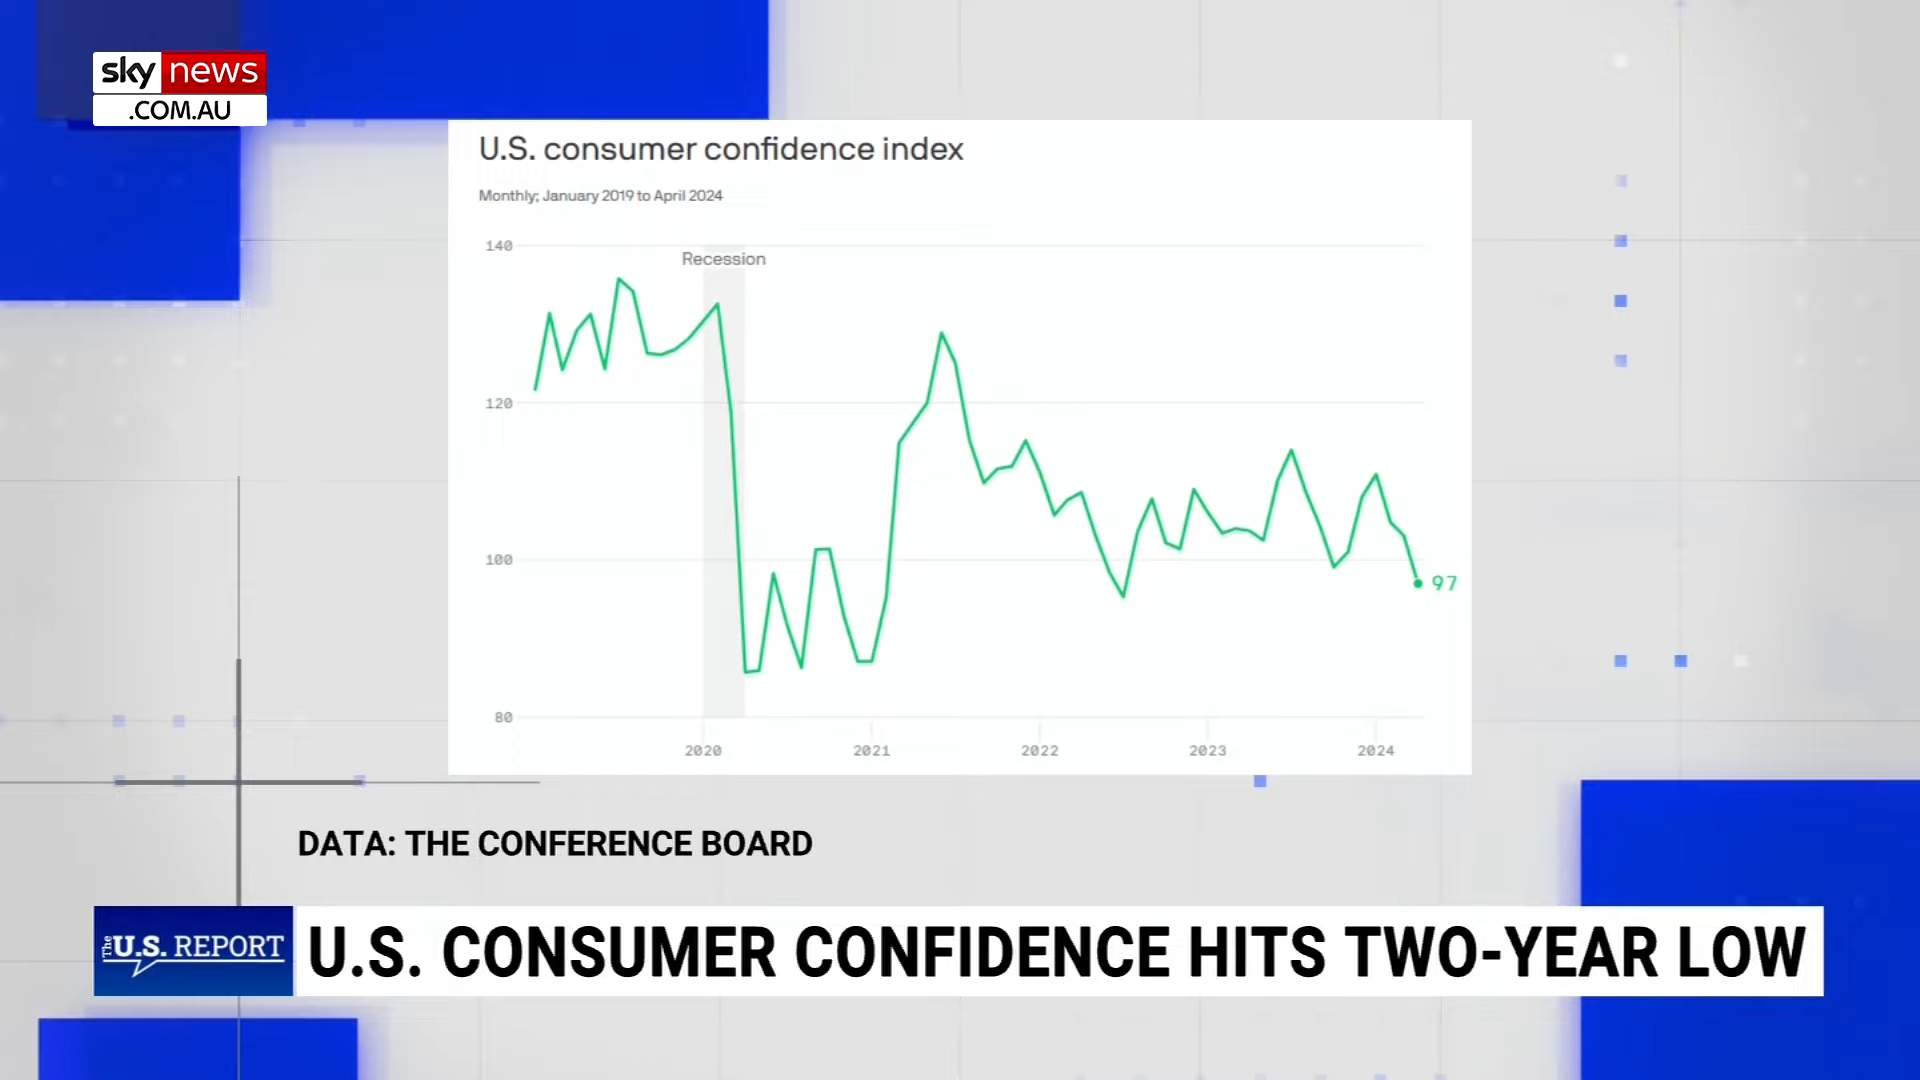 sky news
.COM.AU
U.S. consumer confidence index
Monthly; January 2019 to April 2024
140
Recession
120
100
97
80
2020 2021 2022 2023 2024
DATA: THE CONFERENCE BOARD
The U.S. REPORT
U.S. CONSUMER CONFIDENCE HITS TWO-YEAR LOW